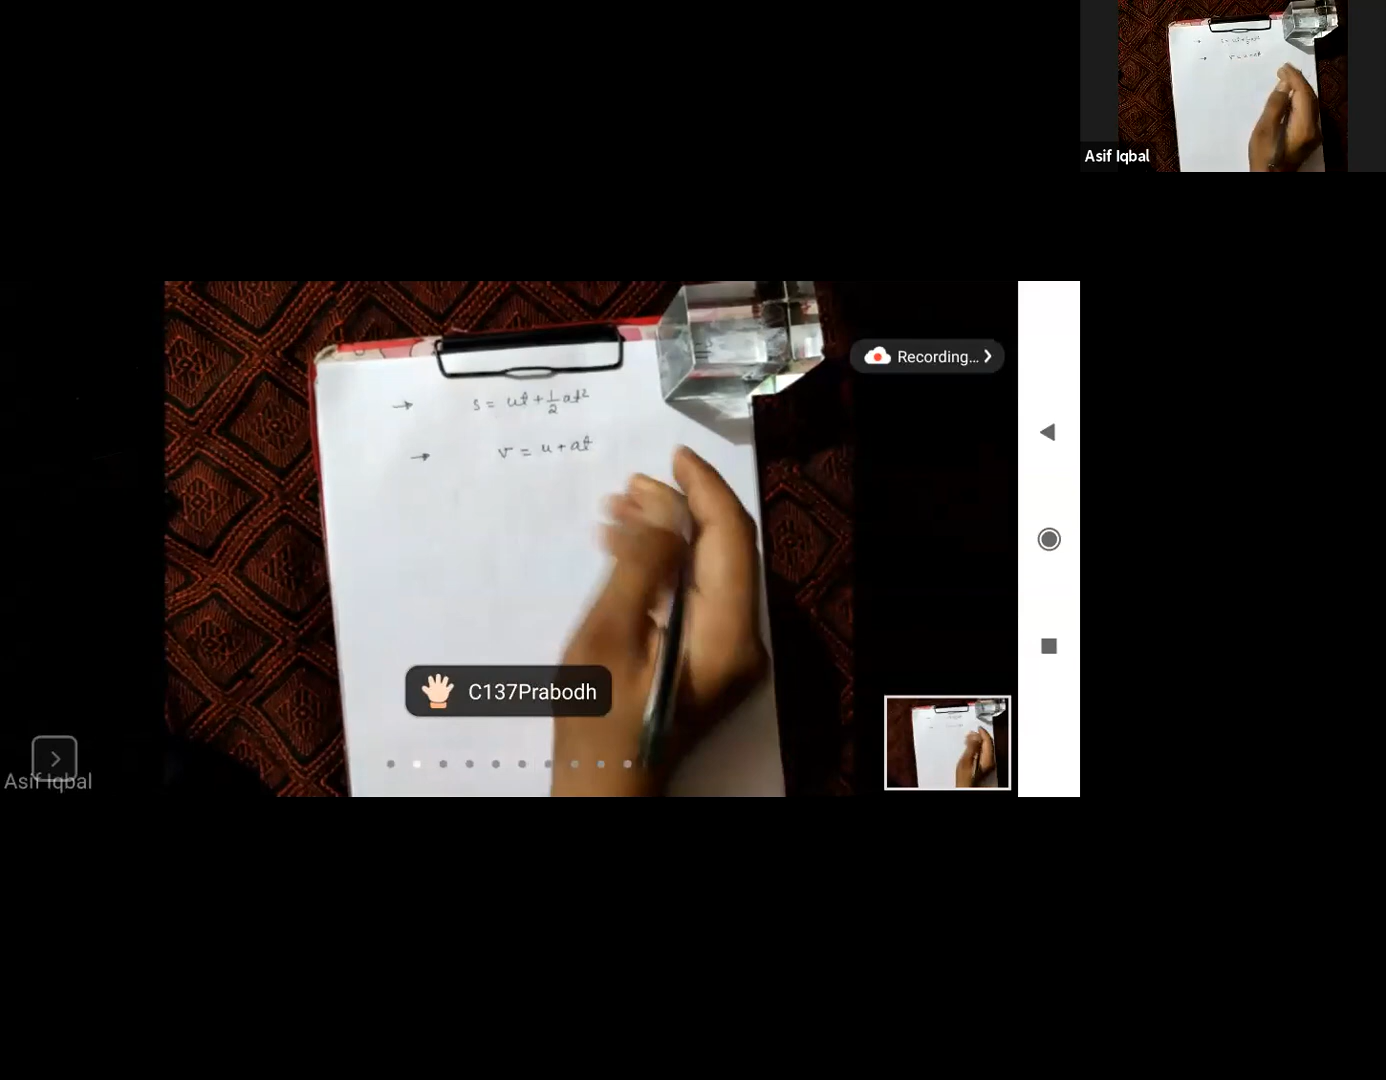 Asif Iqbal
Recording...
→ s = ut + 1/2 at²
→ v = u + at
C137Prabodh
Asif Iqbal